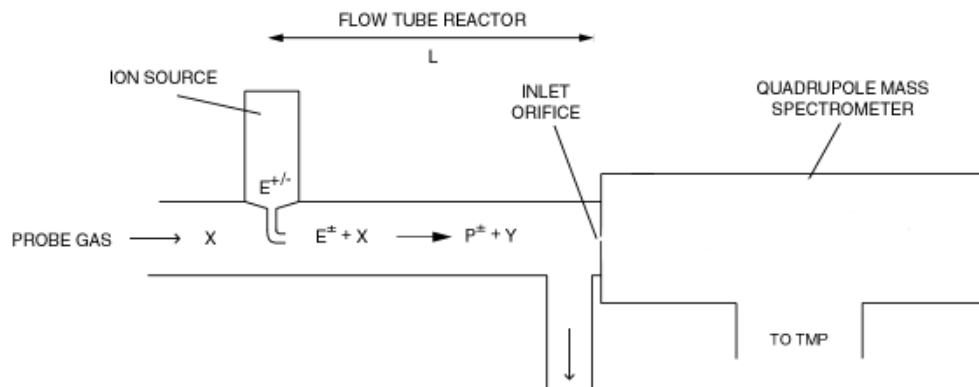 FLOW TUBE REACTOR
L
ION SOURCE
INLET
ORIFICE
QUADRUPOLE MASS
SPECTROMETER
E+/-
PROBE GAS
X
E± + X
P± + Y
TO TMP